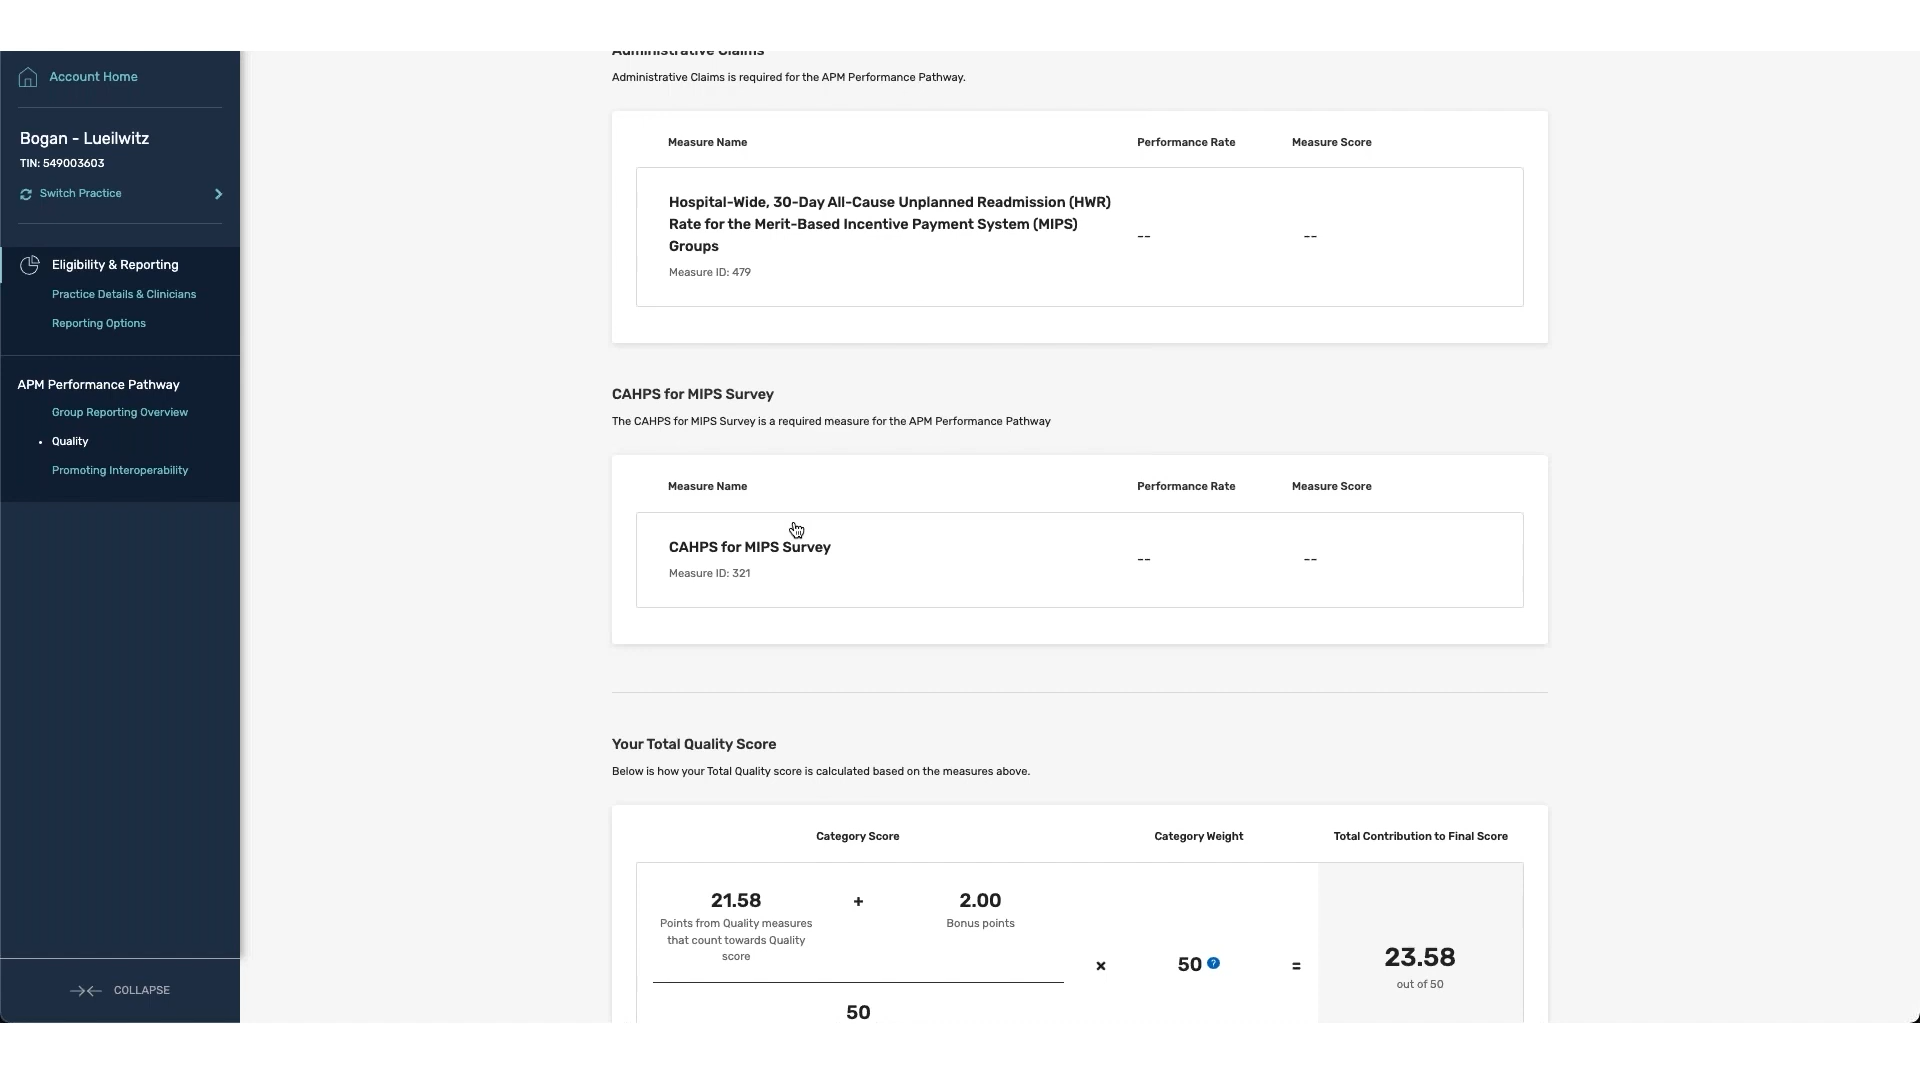 Account Home
Bogan - Lueilwitz
TIN: 549003603
Switch Practice
Eligibility & Reporting
Practice Details & Clinicians
Reporting Options
APM Performance Pathway
Group Reporting Overview
Quality
Promoting Interoperability
COLLAPSE
Administrative Claims
Administrative Claims is required for the APM Performance Pathway.
Measure Name Performance Rate Measure Score
Hospital-Wide, 30-Day All-Cause Unplanned Readmission (HWR)
Rate for the Merit-Based Incentive Payment System (MIPS)
Groups
-- --
Measure ID: 479
CAHPS for MIPS Survey
The CAHPS for MIPS Survey is a required measure for the APM Performance Pathway
Measure Name Performance Rate Measure Score
CAHPS for MIPS Survey
-- --
Measure ID: 321
Your Total Quality Score
Below is how your Total Quality score is calculated based on the measures above.
Category Score Category Weight Total Contribution to Final Score
21.58 + 2.00
Points from Quality measures
that count towards Quality
score
Bonus points
50
× 50 ? =
23.58
out of 50